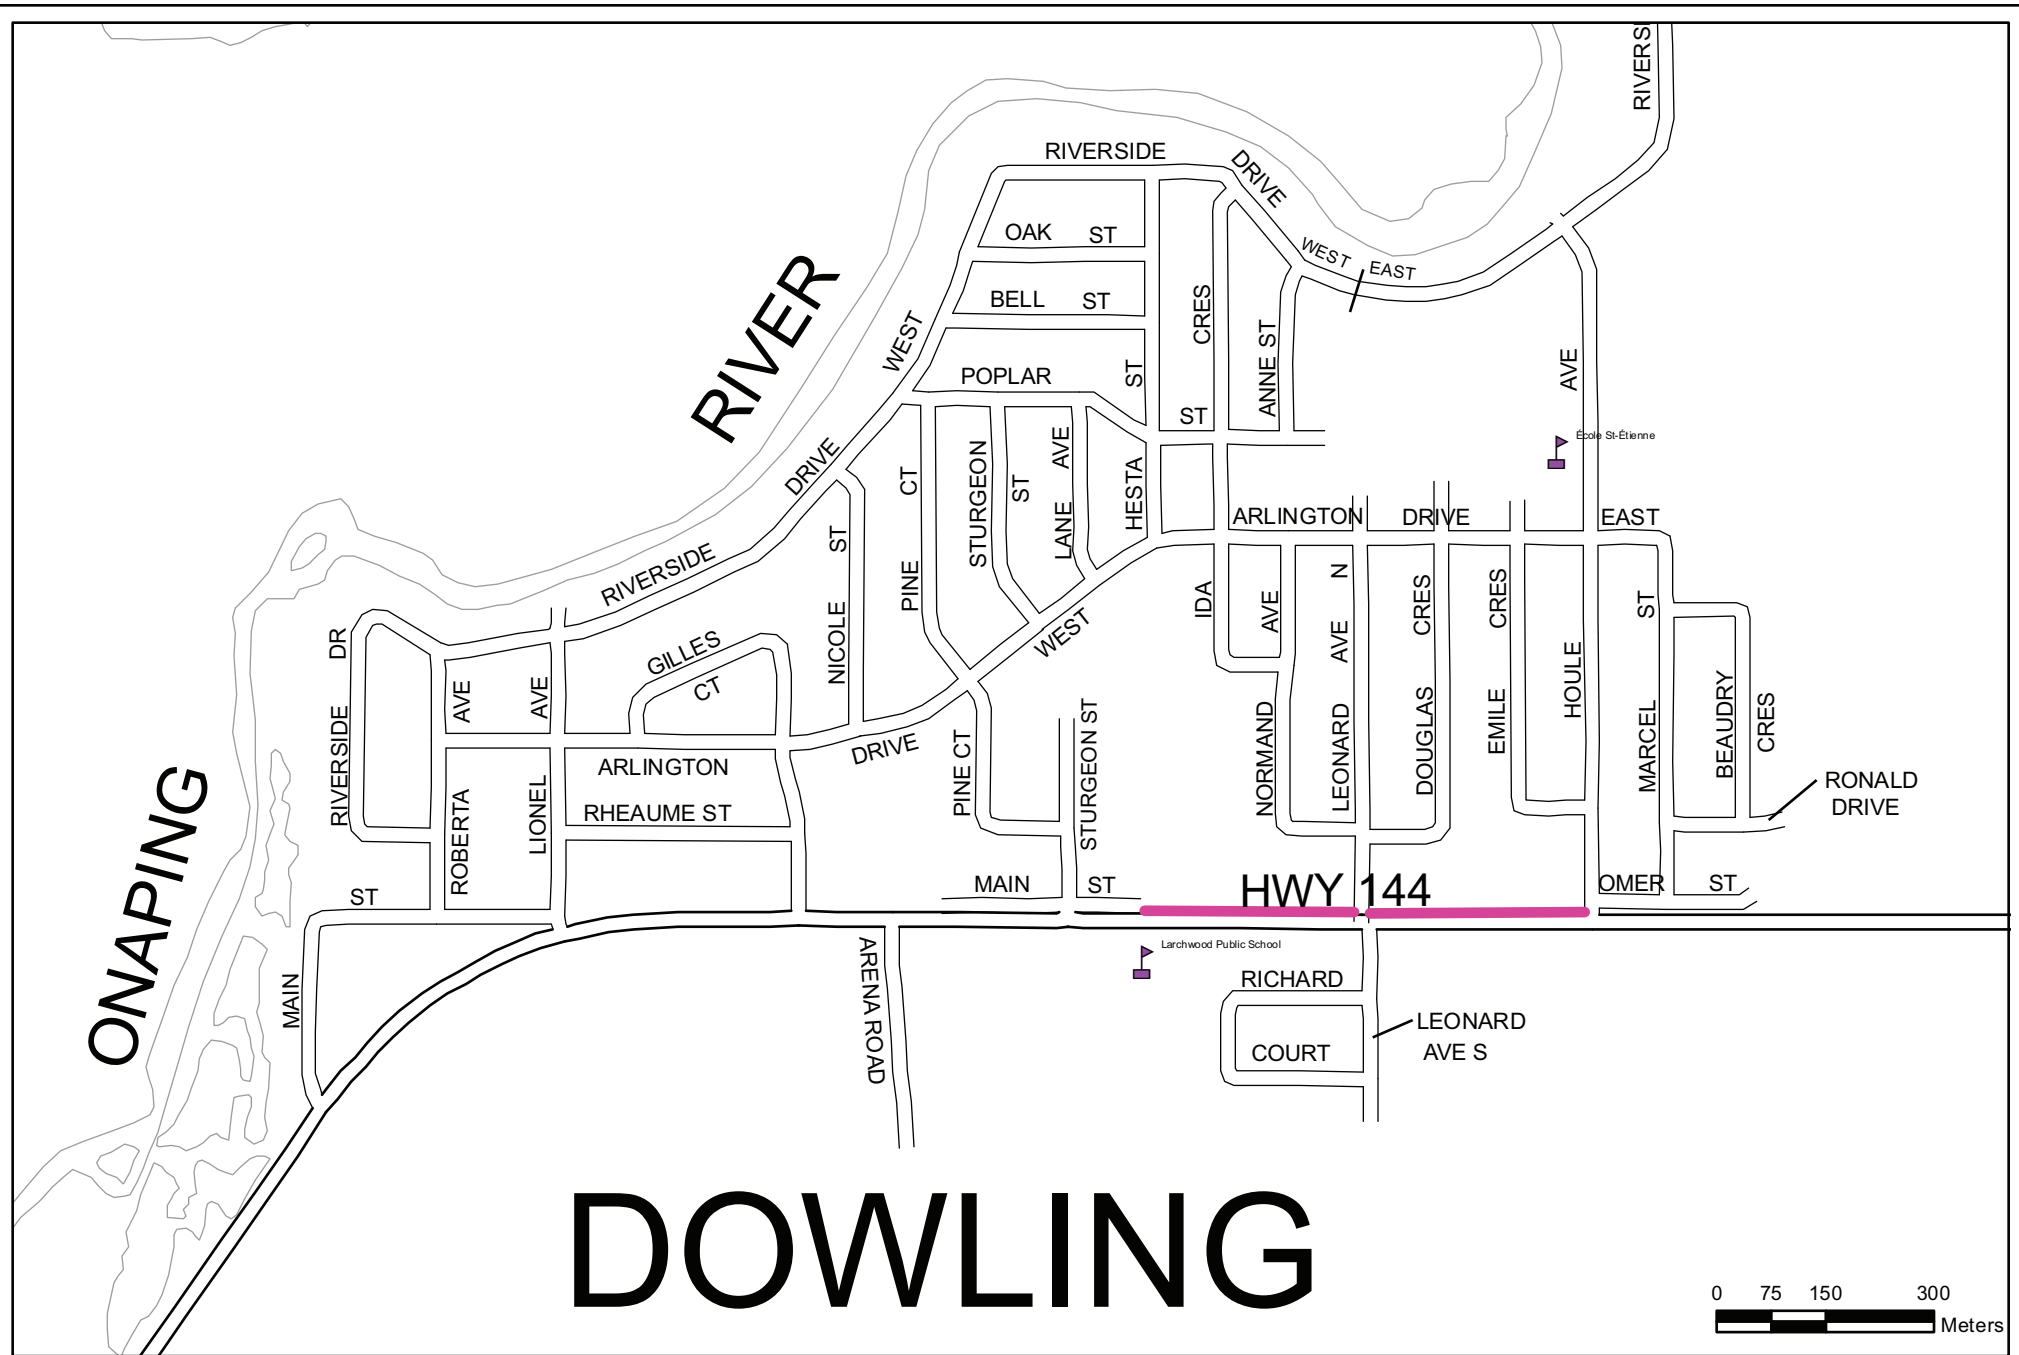 RIVERSI
RIVERSIDE
DRIVE
WEST
EAST
OAK ST
BELL ST
POPLAR
ST
WEST
DRIVE
RIVERSIDE
RIVER
ONAPING
CRES
ANNE ST
ST
HESTA
AVE
École St-Étienne
STURGEON
ST
LANE AVE
PINE CT
NICOLE ST
ARLINGTON DRIVE EAST
IDA
AVE
NORMAND
LEONARD AVE N
DOUGLAS CRES
EMILE CRES
HOULE
MARCEL ST
BEAUDRY
CRES
RONALD
DRIVE
RIVERSIDE DR
ROBERTA AVE
LIONEL AVE
GILLES
CT
WEST
DRIVE
ARLINGTON
RHEAUME ST
PINE CT
STURGEON ST
MAIN ST
HWY 144
OMER ST
ST
MAIN
ARENA ROAD
Larchwood Public School
RICHARD
COURT
LEONARD
AVE S
DOWLING
0 75 150 300
Meters